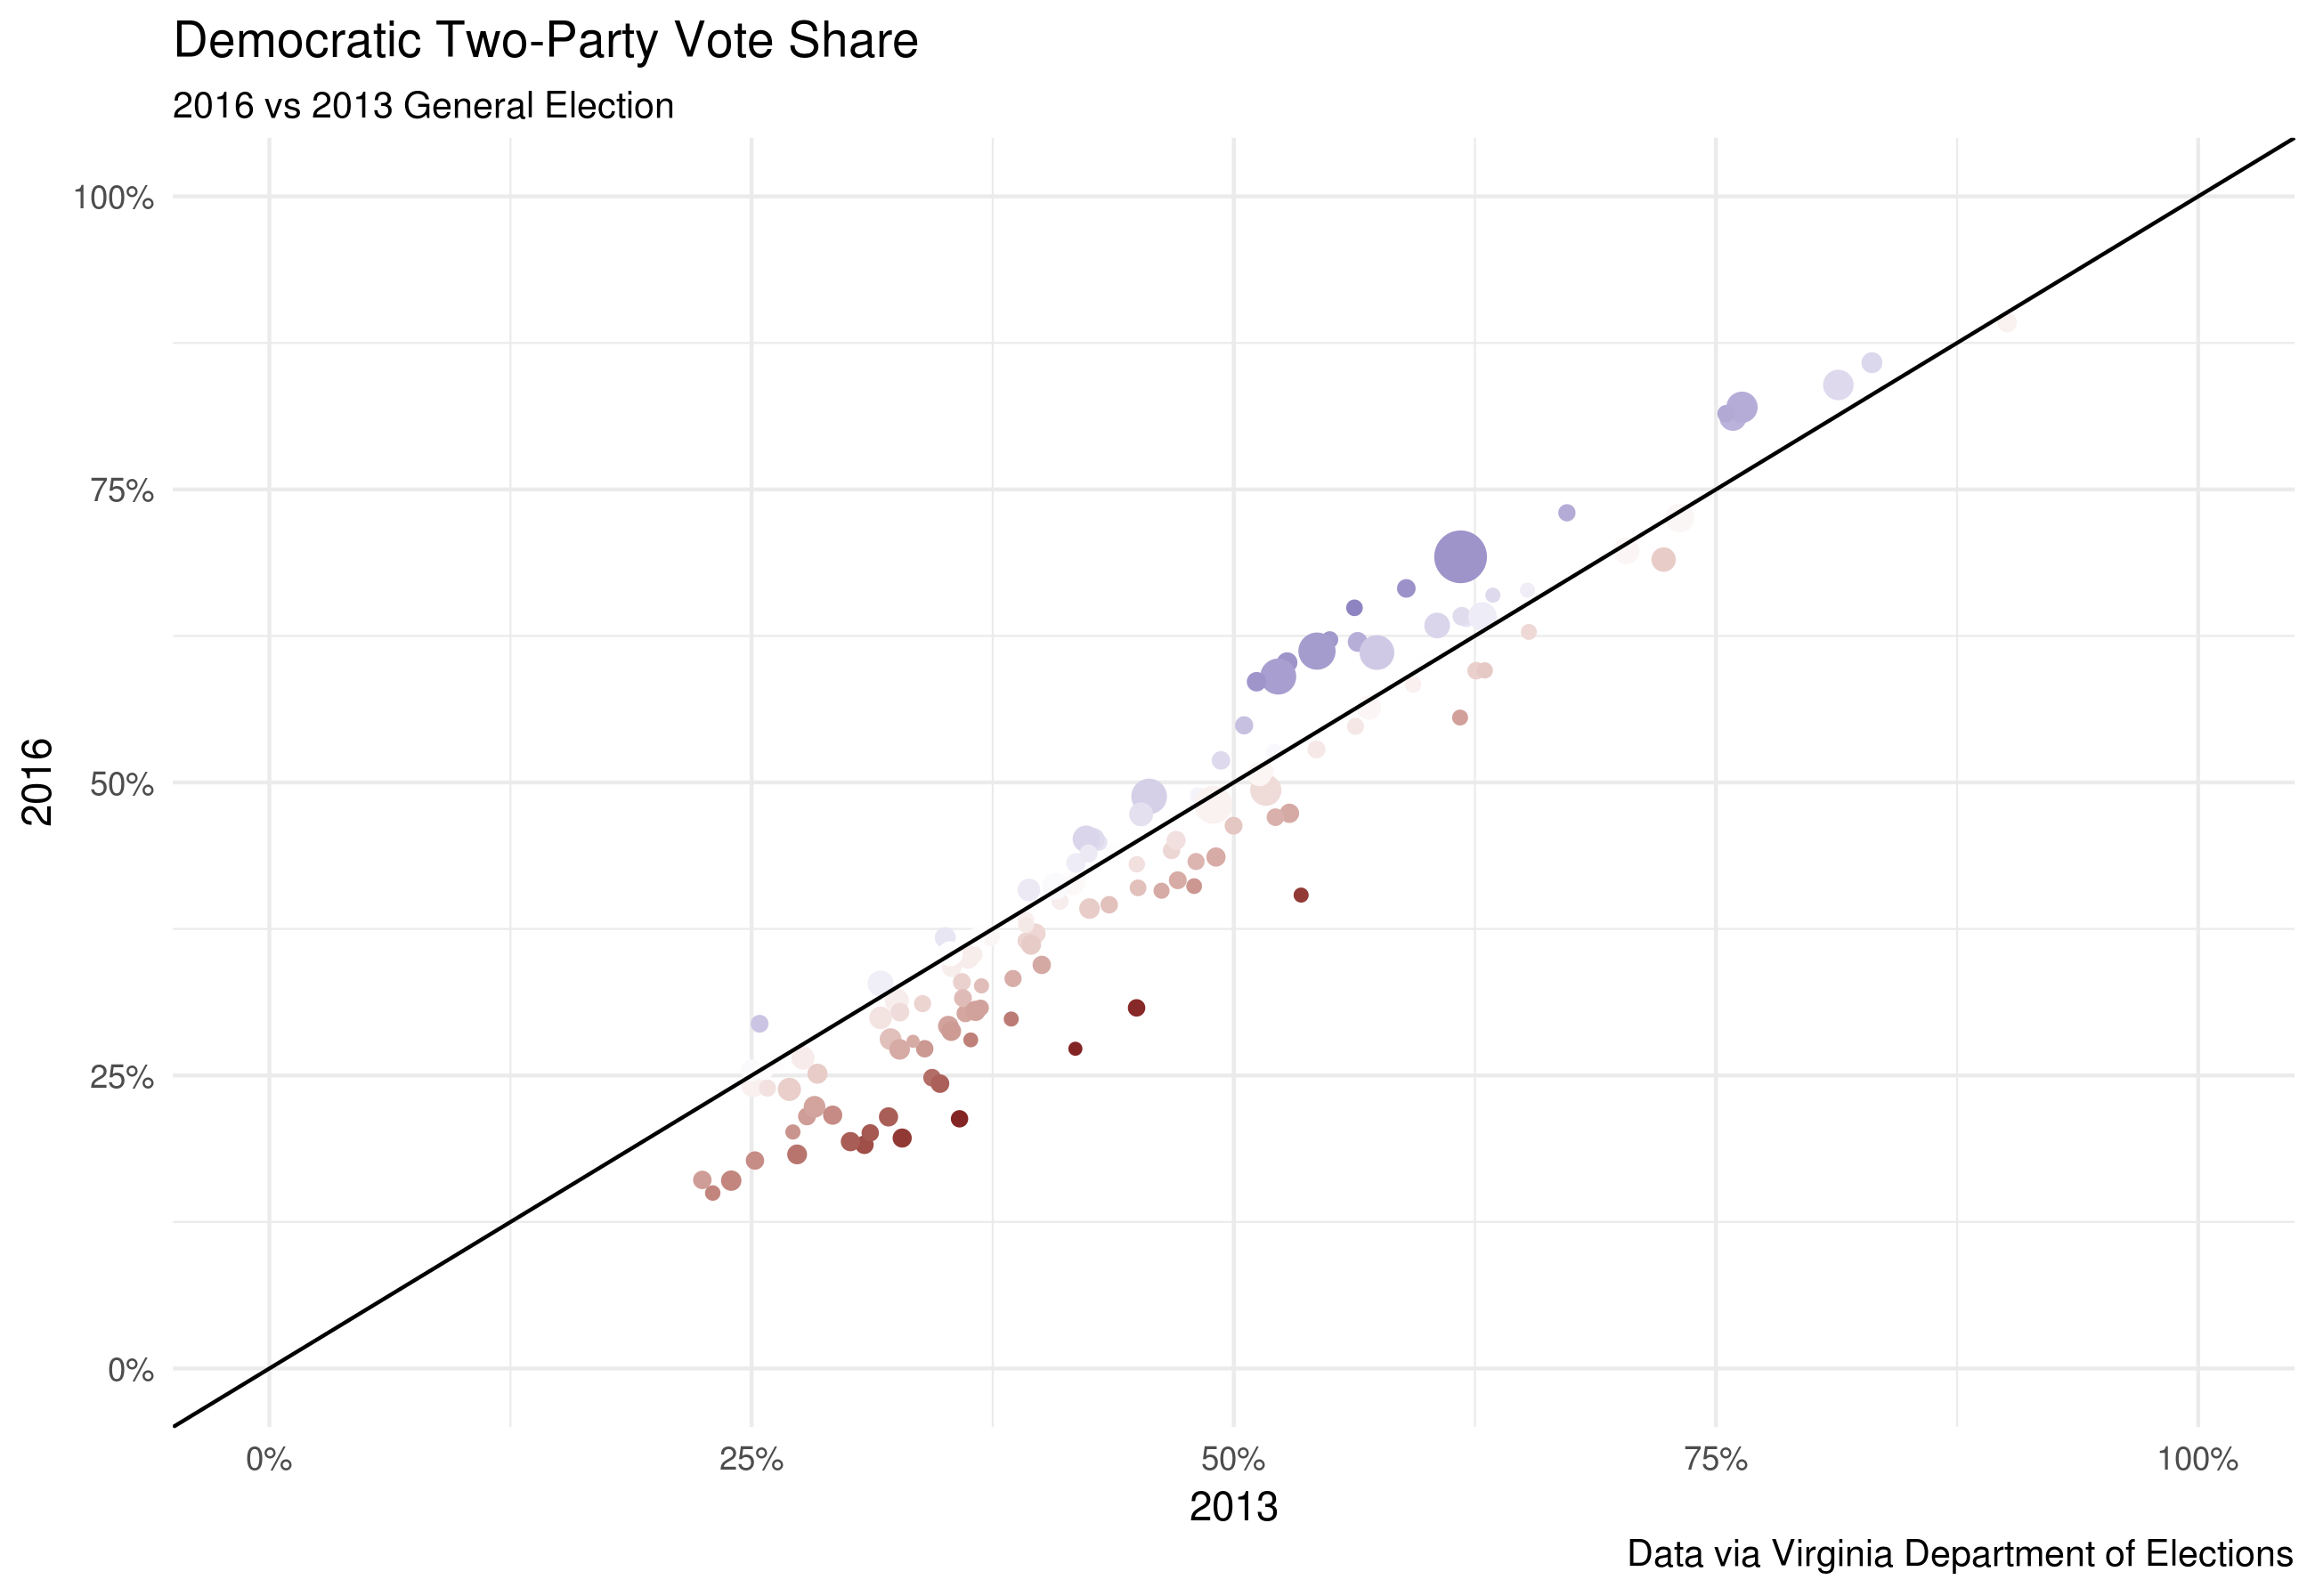 Democratic Two-Party Vote Share
2016 vs 2013 General Election
100%
75%
50%
25%
0%
2016
0% 25% 50% 75% 100%
2013
Data via Virginia Department of Elections